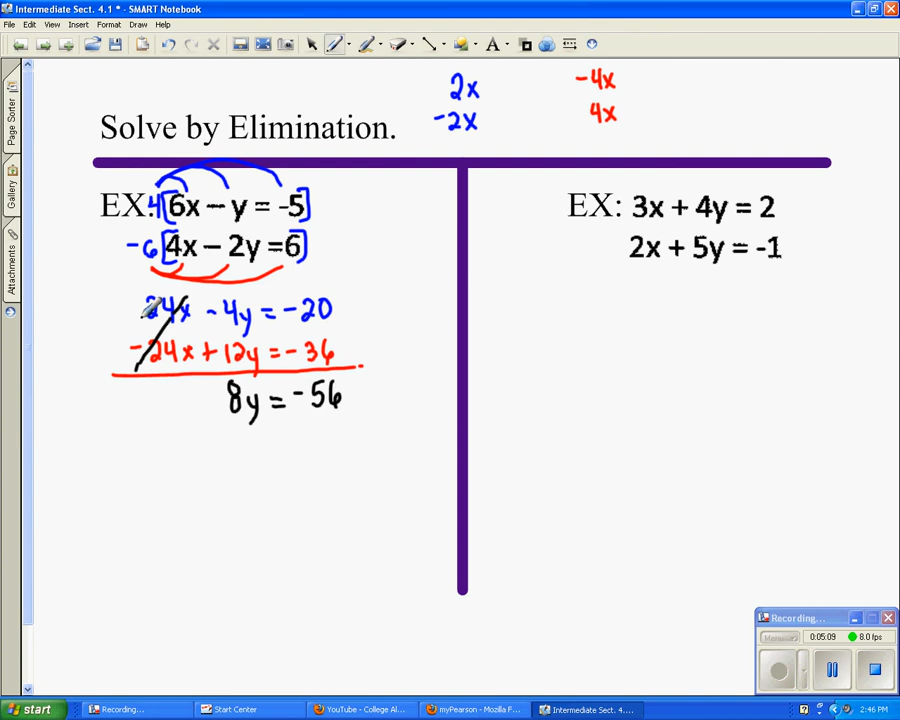 Intermediate Sect. 4.1 * - SMART Notebook
File Edit View Insert Format Draw Help
Page Sorter
Gallery
Attachments
2x -4x
-2x 4x
Solve by Elimination.
EX: 4[6x – y = -5]
-6[4x – 2y =6]
24x - 4y = -20
-24x + 12y = -36
8y = -56
EX: 3x + 4y = 2
2x + 5y = -1
Recording...
Menu
0:05:09 8.0 fps
start
Recording...
Start Center
YouTube - College Al...
myPearson - Mozilla F...
Intermediate Sect. 4....
2:46 PM